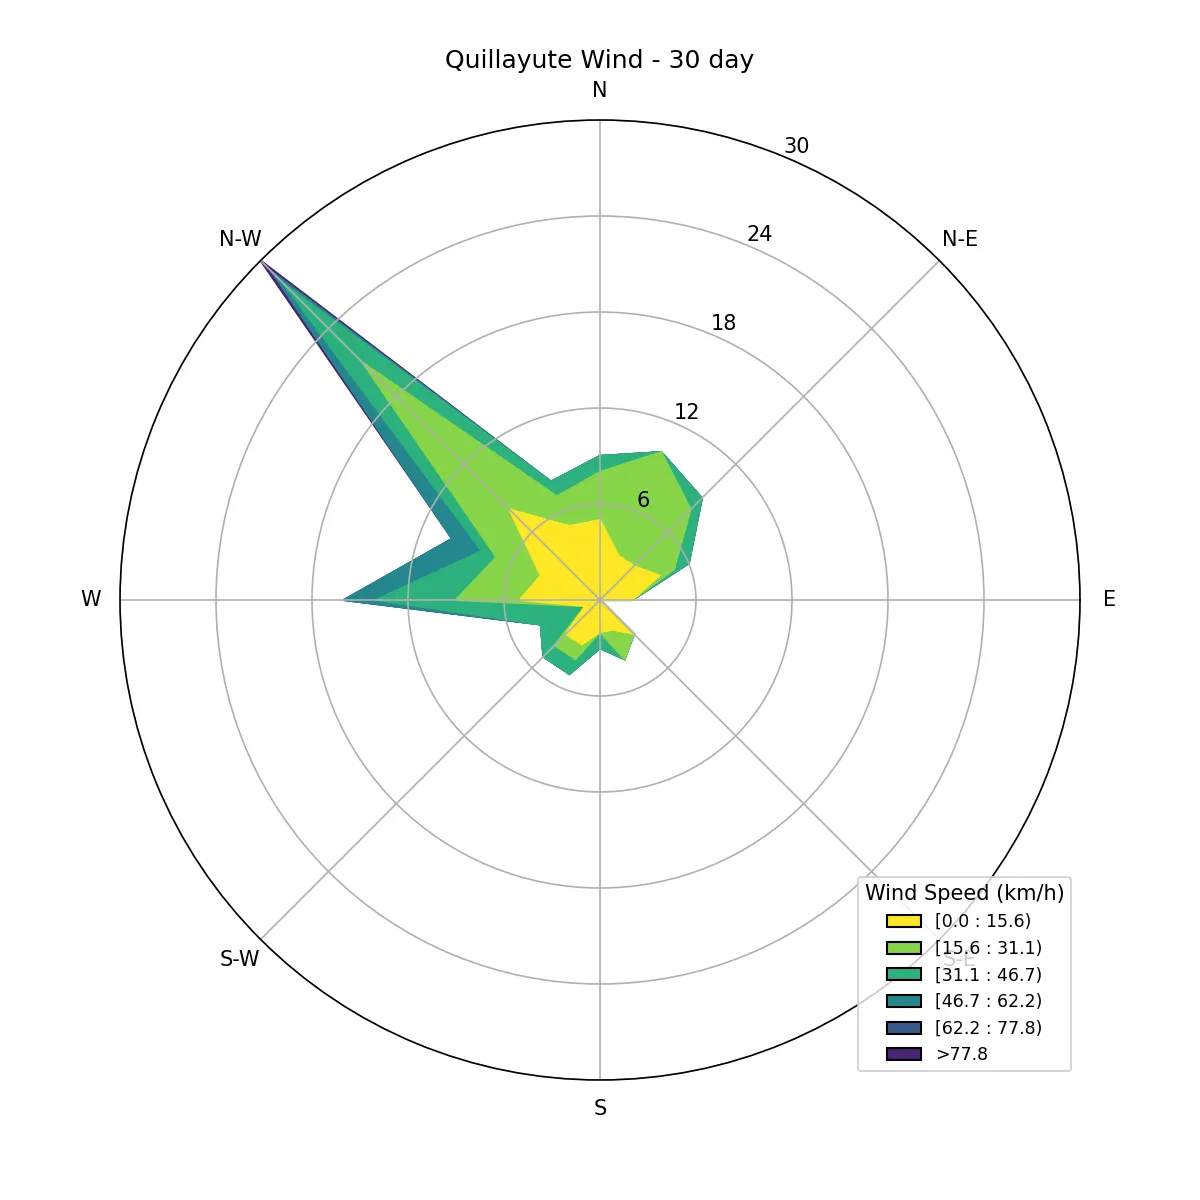 Quillayute Wind - 30 day
N
30
N-W
N-E
24
18
12
6
W
E
Wind Speed (km/h)
[0.0 : 15.6)
[15.6 : 31.1)
S-W
S-E
[31.1 : 46.7)
[46.7 : 62.2)
[62.2 : 77.8)
>77.8
S